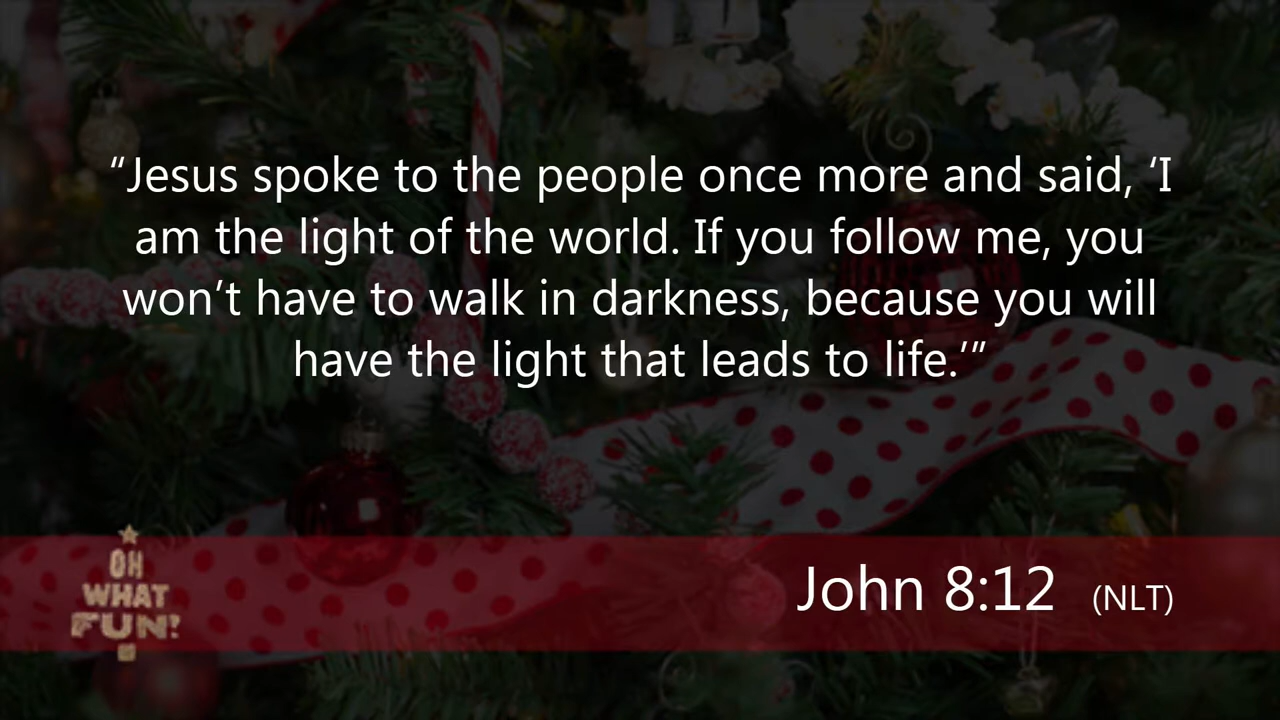 “Jesus spoke to the people once more and said, ‘I
am the light of the world. If you follow me, you
won’t have to walk in darkness, because you will
have the light that leads to life.’”
OH
WHAT
FUN!
John 8:12 (NLT)